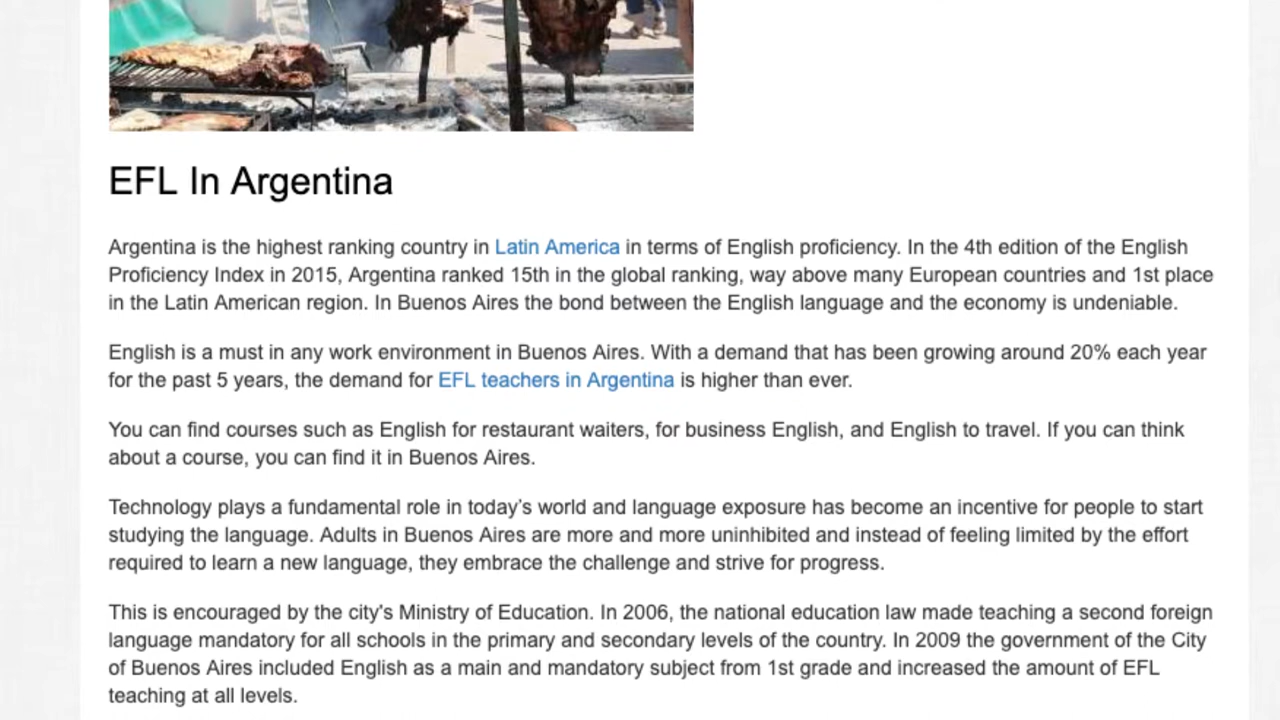 EFL In Argentina
Argentina is the highest ranking country in Latin America in terms of English proficiency. In the 4th edition of the English
Proficiency Index in 2015, Argentina ranked 15th in the global ranking, way above many European countries and 1st place
in the Latin American region. In Buenos Aires the bond between the English language and the economy is undeniable.
English is a must in any work environment in Buenos Aires. With a demand that has been growing around 20% each year
for the past 5 years, the demand for EFL teachers in Argentina is higher than ever.
You can find courses such as English for restaurant waiters, for business English, and English to travel. If you can think
about a course, you can find it in Buenos Aires.
Technology plays a fundamental role in today’s world and language exposure has become an incentive for people to start
studying the language. Adults in Buenos Aires are more and more uninhibited and instead of feeling limited by the effort
required to learn a new language, they embrace the challenge and strive for progress.
This is encouraged by the city's Ministry of Education. In 2006, the national education law made teaching a second foreign
language mandatory for all schools in the primary and secondary levels of the country. In 2009 the government of the City
of Buenos Aires included English as a main and mandatory subject from 1st grade and increased the amount of EFL
teaching at all levels.